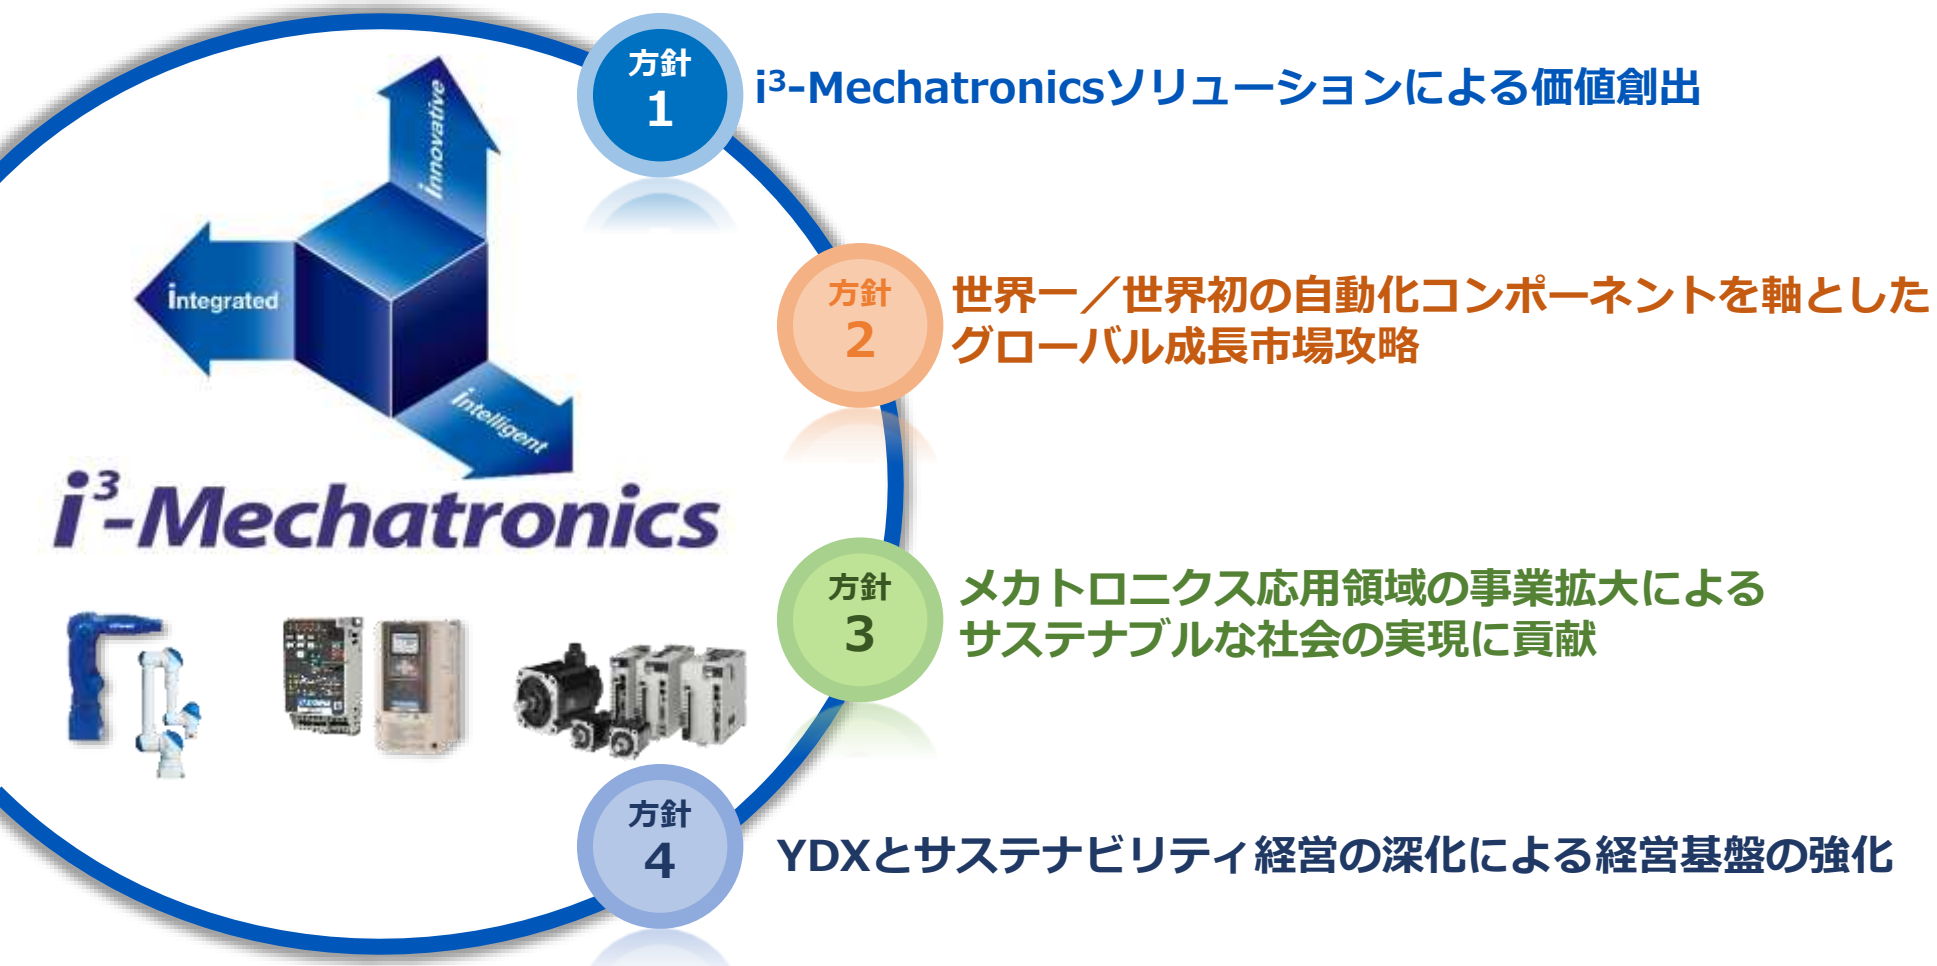 innovative
integrated
intelligent
i³-Mechatronics
方針
1
i³-Mechatronicsソリューションによる価値創出
方針
2
世界一／世界初の自動化コンポーネントを軸とした
グローバル成長市場攻略
方針
3
メカトロニクス応用領域の事業拡大による
サステナブルな社会の実現に貢献
方針
4
YDXとサステナビリティ経営の深化による経営基盤の強化